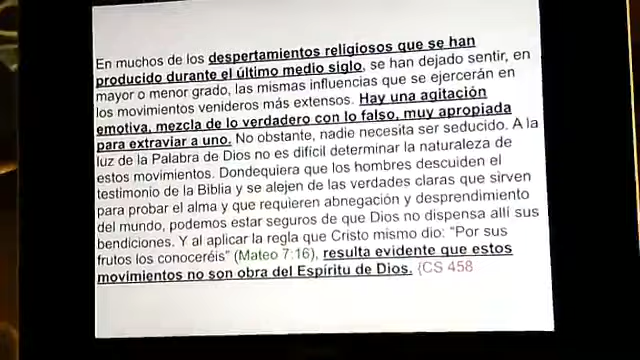 En muchos de los despertamientos religiosos que se han
producido durante el último medio siglo, se han dejado sentir, en
mayor o menor grado, las mismas influencias que se ejercerán en
los movimientos venideros más extensos. Hay una agitación
emotiva, mezcla de lo verdadero con lo falso, muy apropiada
para extraviar a uno. No obstante, nadie necesita ser seducido. A la
luz de la Palabra de Dios no es difícil determinar la naturaleza de
estos movimientos. Dondequiera que los hombres descuiden el
testimonio de la Biblia y se alejen de las verdades claras que sirven
para probar el alma y que requieren abnegación y desprendimiento
del mundo, podemos estar seguros de que Dios no dispensa allí sus
bendiciones. Y al aplicar la regla que Cristo mismo dio: “Por sus
frutos los conoceréis” (Mateo 7:16), resulta evidente que estos
movimientos no son obra del Espíritu de Dios. {CS 458